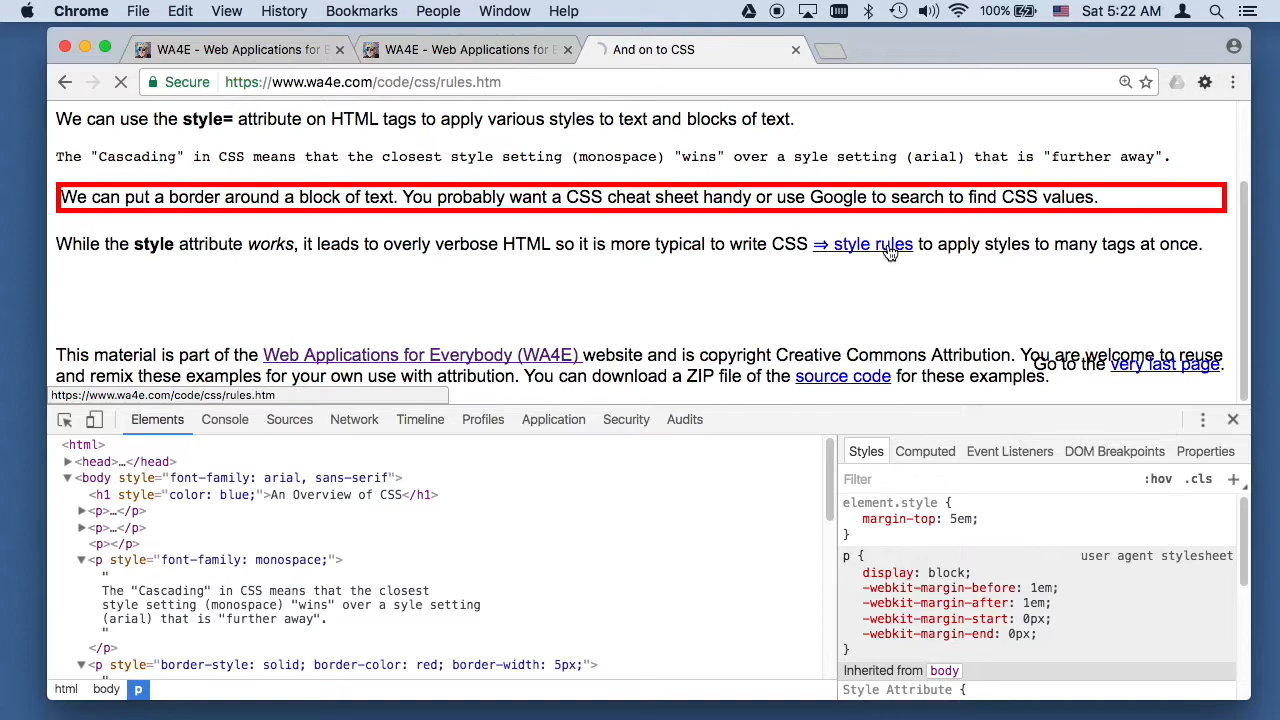 Chrome File Edit View History Bookmarks People Window Help 100% Sat 5:22 AM
WA4E - Web Applications for E WA4E - Web Applications for E And on to CSS
Secure https://www.wa4e.com/code/css/rules.htm
We can use the style= attribute on HTML tags to apply various styles to text and blocks of text.
The "Cascading" in CSS means that the closest style setting (monospace) "wins" over a syle setting (arial) that is "further away".
We can put a border around a block of text. You probably want a CSS cheat sheet handy or use Google to search to find CSS values.
While the style attribute works, it leads to overly verbose HTML so it is more typical to write CSS ⇒ style rules to apply styles to many tags at once.
This material is part of the Web Applications for Everybody (WA4E) website and is copyright Creative Commons Attribution. You are welcome to reuse
Go to the very last page.
and remix these examples for your own use with attribution. You can download a ZIP file of the source code for these examples.
https://www.wa4e.com/code/css/rules.htm
Elements Console Sources Network Timeline Profiles Application Security Audits
<html>
<head>…</head>
<body style="font-family: arial, sans-serif">
<h1 style="color: blue;">An Overview of CSS</h1>
<p>…</p>
<p>…</p>
<p></p>
<p style="font-family: monospace;">
"
The "Cascading" in CSS means that the closest
style setting (monospace) "wins" over a syle setting
(arial) that is "further away".
"
</p>
<p style="border-style: solid; border-color: red; border-width: 5px;">
"
html body p
Styles Computed Event Listeners DOM Breakpoints Properties
Filter :hov .cls +
element.style {
margin-top: 5em;
}
p { user agent stylesheet
display: block;
-webkit-margin-before: 1em;
-webkit-margin-after: 1em;
-webkit-margin-start: 0px;
-webkit-margin-end: 0px;
}
Inherited from body
Style Attribute {